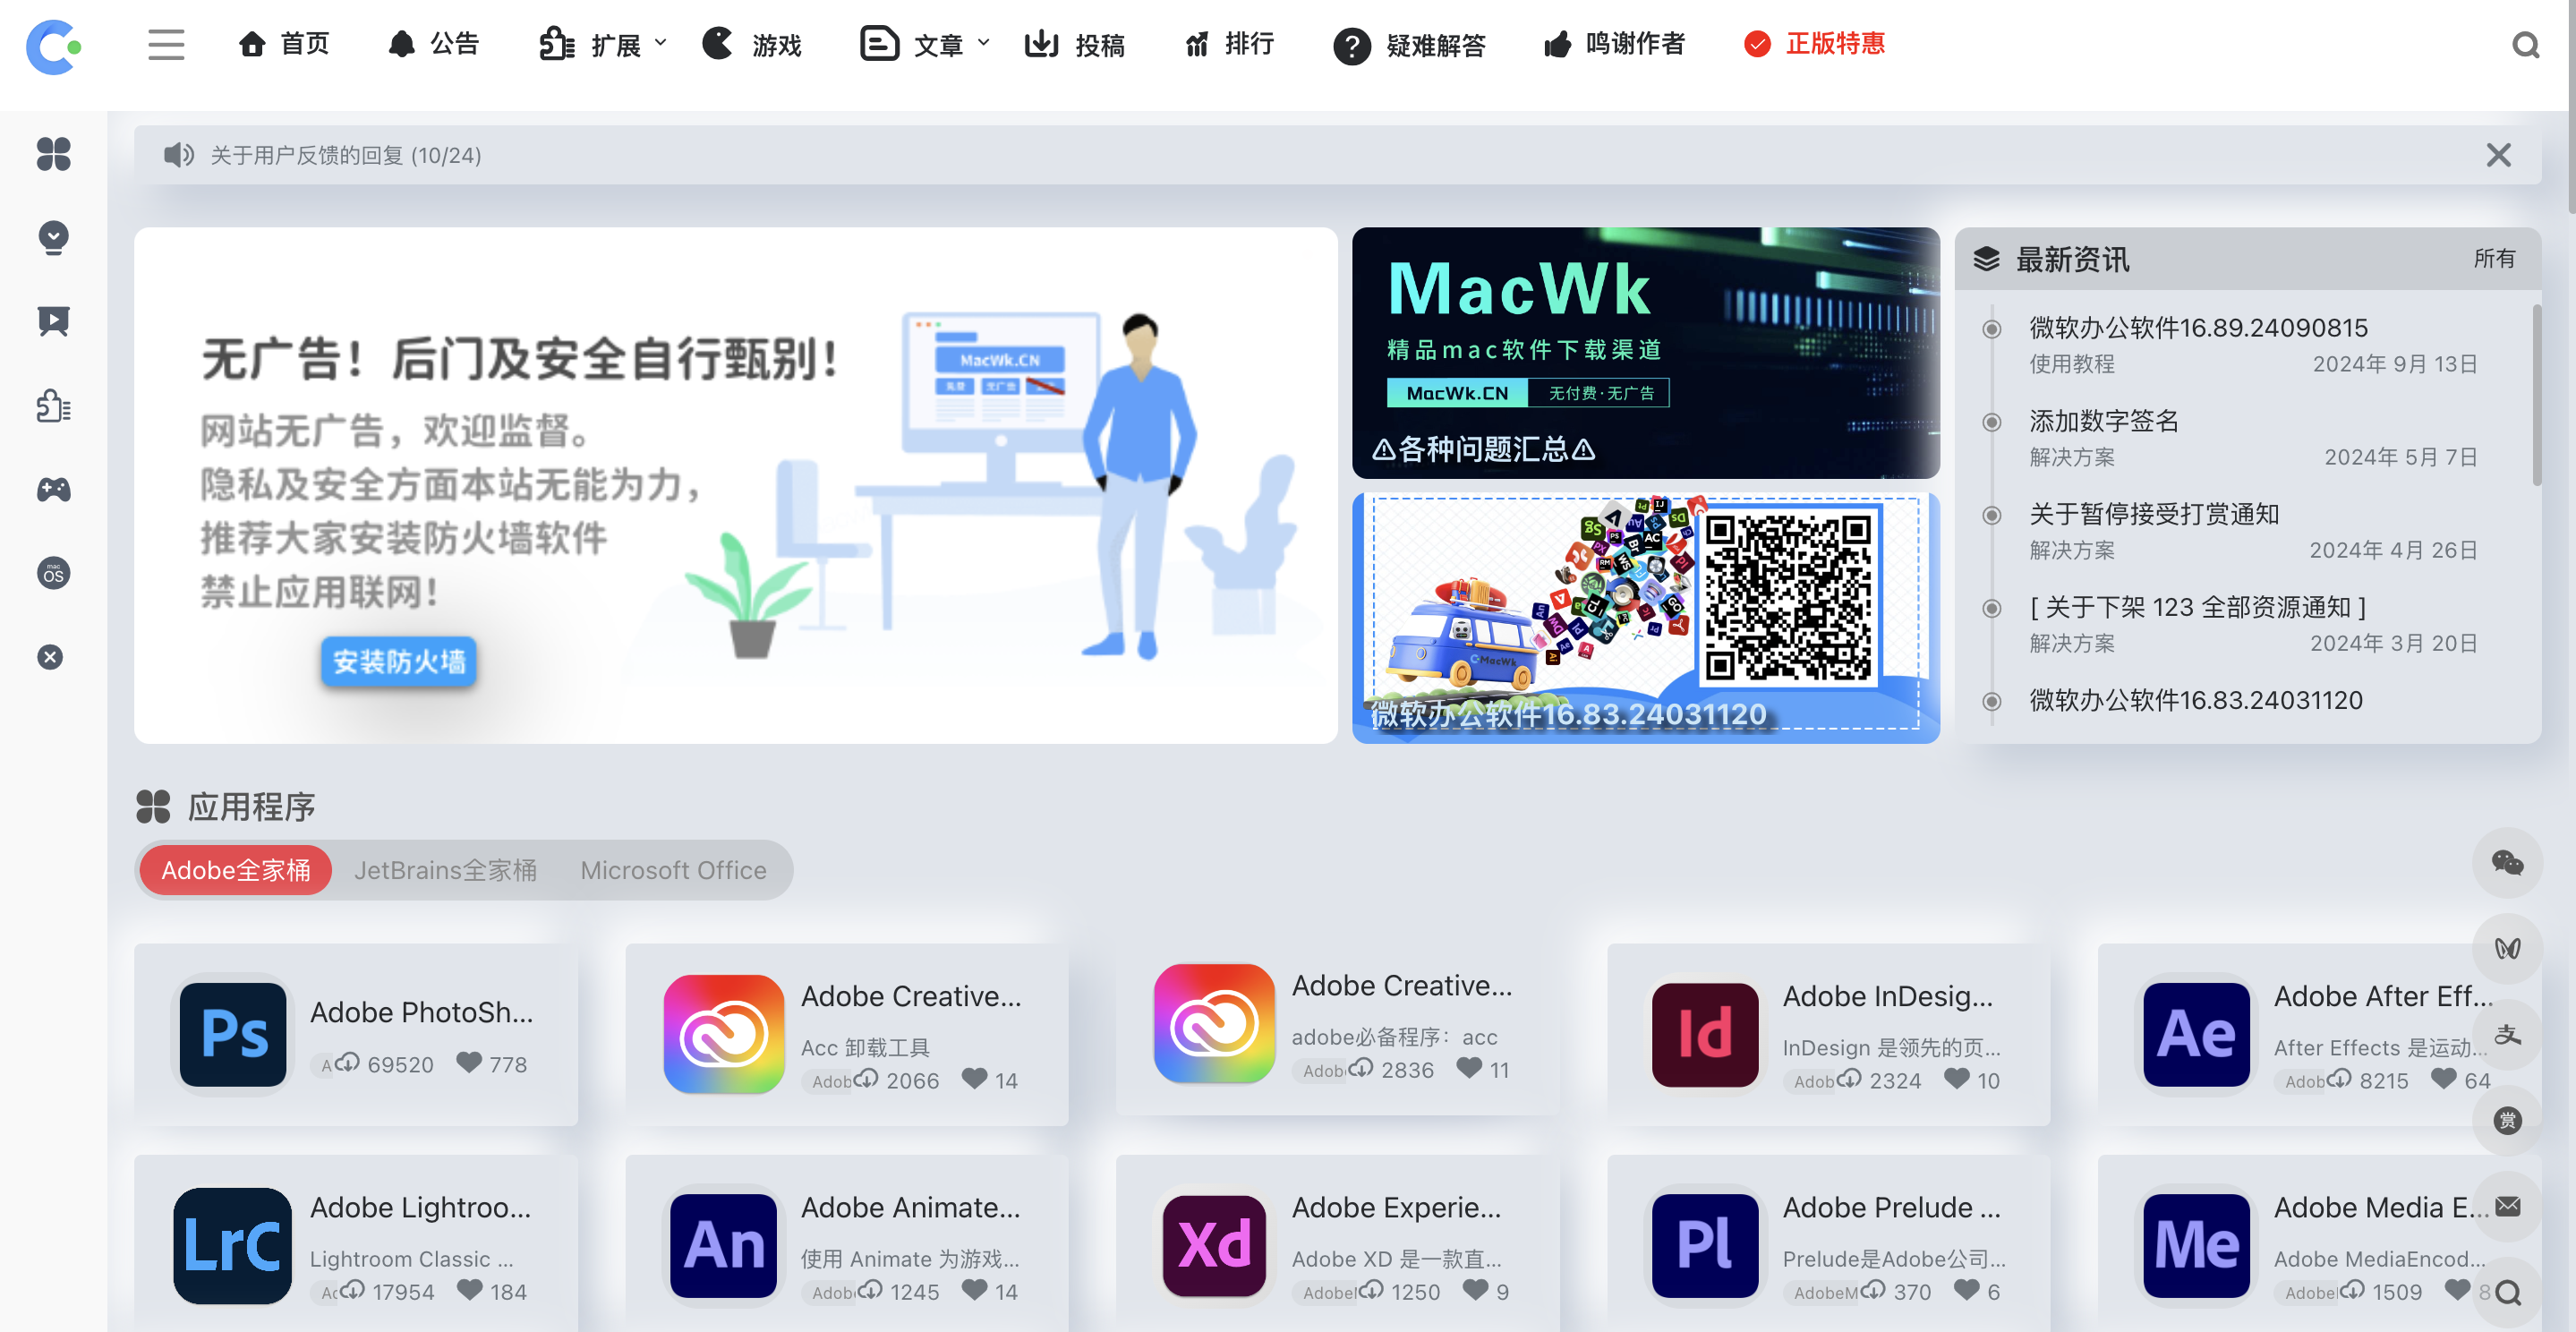 首页
公告
扩展
游戏
文章
投稿
排行
疑难解答
鸣谢作者
正版特惠
关于用户反馈的回复 (10/24)
无广告！后门及安全自行甄别！
网站无广告，欢迎监督。
隐私及安全方面本站无能为力，
推荐大家安装防火墙软件
禁止应用联网！
安装防火墙
MacWk.CN
无广告
MacWk
精品mac软件下载渠道
MacWk.CN
无付费·无广告
⚠各种问题汇总⚠
MacWk
微软办公软件16.83.24031120
最新资讯
所有
微软办公软件16.89.24090815
使用教程
2024年 9月 13日
添加数字签名
解决方案
2024年 5月 7日
关于暂停接受打赏通知
解决方案
2024年 4月 26日
[ 关于下架 123 全部资源通知 ]
解决方案
2024年 3月 20日
微软办公软件16.83.24031120
mac
OS
应用程序
Adobe全家桶
JetBrains全家桶
Microsoft Office
Ps
Adobe PhotoSh...
A
69520
778
Adobe Creative...
Acc 卸载工具
Adob
2066
14
Adobe Creative...
adobe必备程序：acc
Adob
2836
11
Id
Adobe InDesig...
InDesign 是领先的页...
Adob
2324
10
Ae
Adobe After Eff...
After Effects 是运动...
Adob
8215
64
LrC
Adobe Lightroo...
Lightroom Classic ...
Ac
17954
184
An
Adobe Animate...
使用 Animate 为游戏...
Adob
1245
14
Xd
Adobe Experie...
Adobe XD 是一款直...
Adobe
1250
9
Pl
Adobe Prelude ...
Prelude是Adobe公司...
AdobeM
370
6
Me
Adobe Media E...
Adobe MediaEncod...
Adobe
1509
8
支
赏